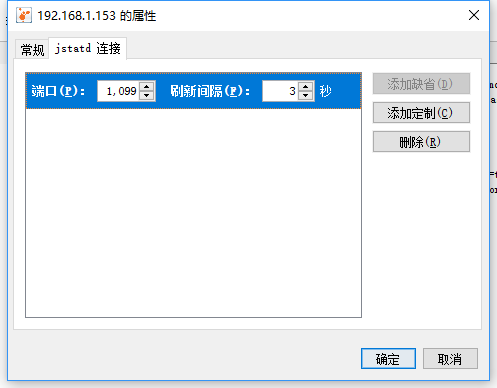 192.168.1.153 的属性
常规 jstatd 连接
端口(P): 1,099 刷新间隔(F): 3 秒
添加缺省(D)
添加定制(C)
删除(R)
确定 取消